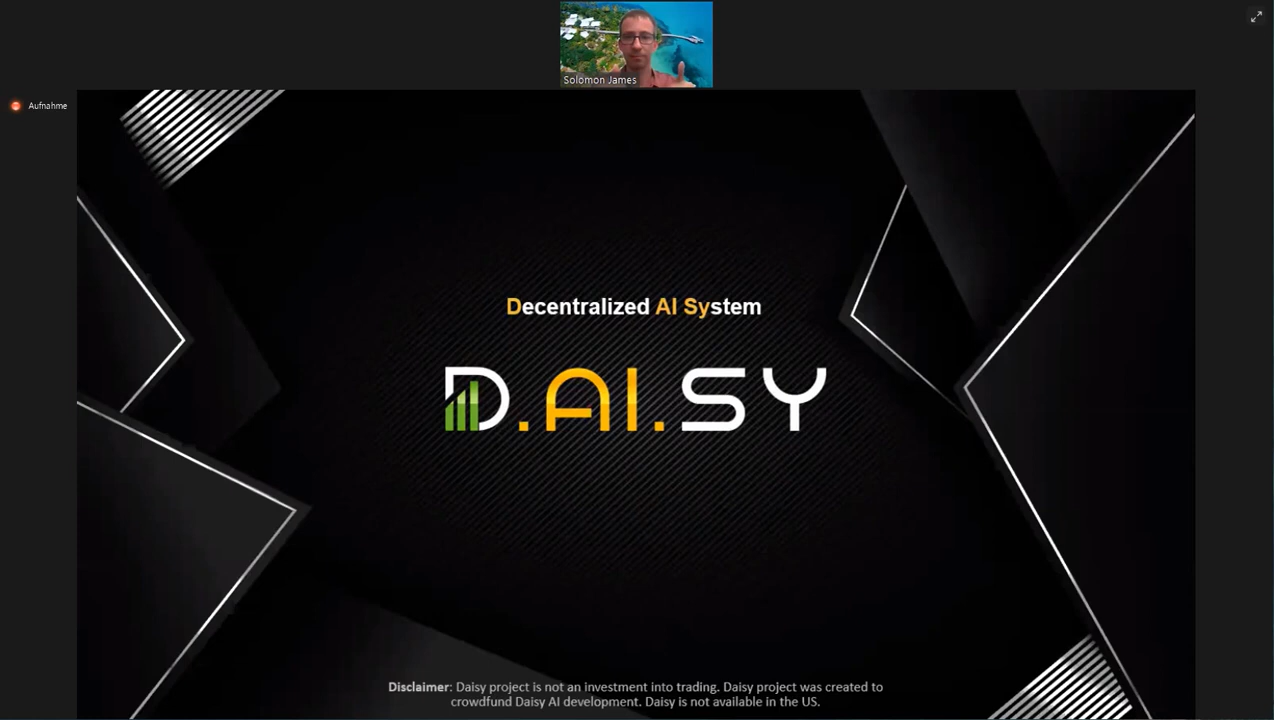 Solomon James
Aufnahme
Decentralized AI System
D.AI.SY
Disclaimer: Daisy project is not an investment into trading. Daisy project was created to
crowdfund Daisy AI development. Daisy is not available in the US.